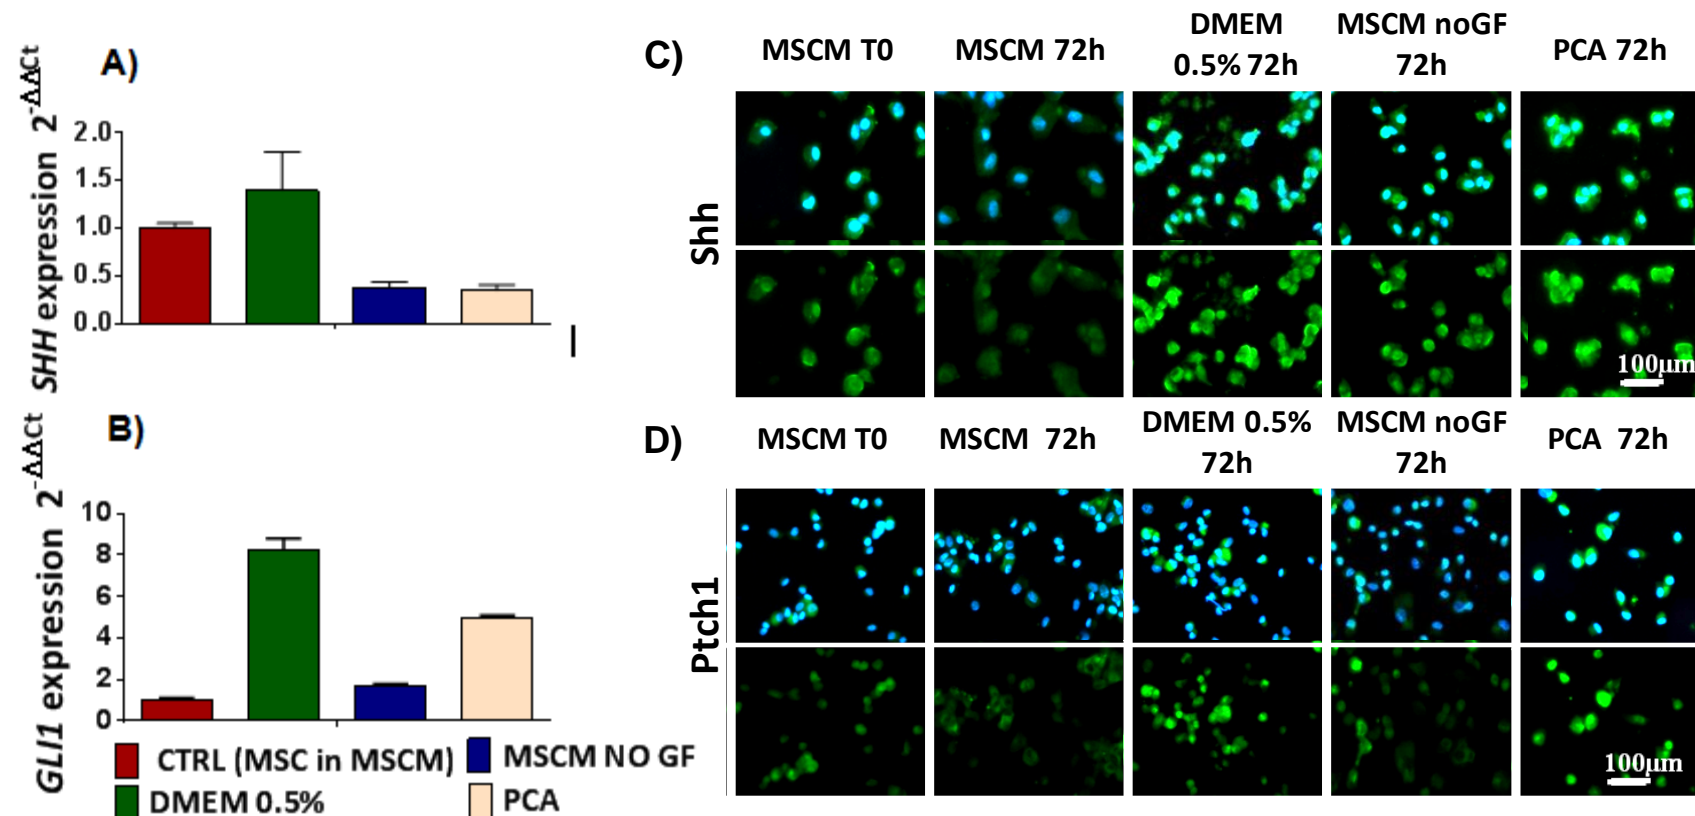 A)
SHH expression 2^-ΔΔCt
2.0
1.5
1.0
0.5
0.0
B)
GLI1 expression 2^-ΔΔCt
10
8
6
4
2
0
CTRL (MSC in MSCM)
MSCM NO GF
DMEM 0.5%
PCA
C)
MSCM T0
MSCM 72h
DMEM
0.5% 72h
MSCM noGF
72h
PCA 72h
Shh
100μm
D)
MSCM T0
MSCM 72h
DMEM 0.5%
72h
MSCM noGF
72h
PCA 72h
Ptch1
100μm